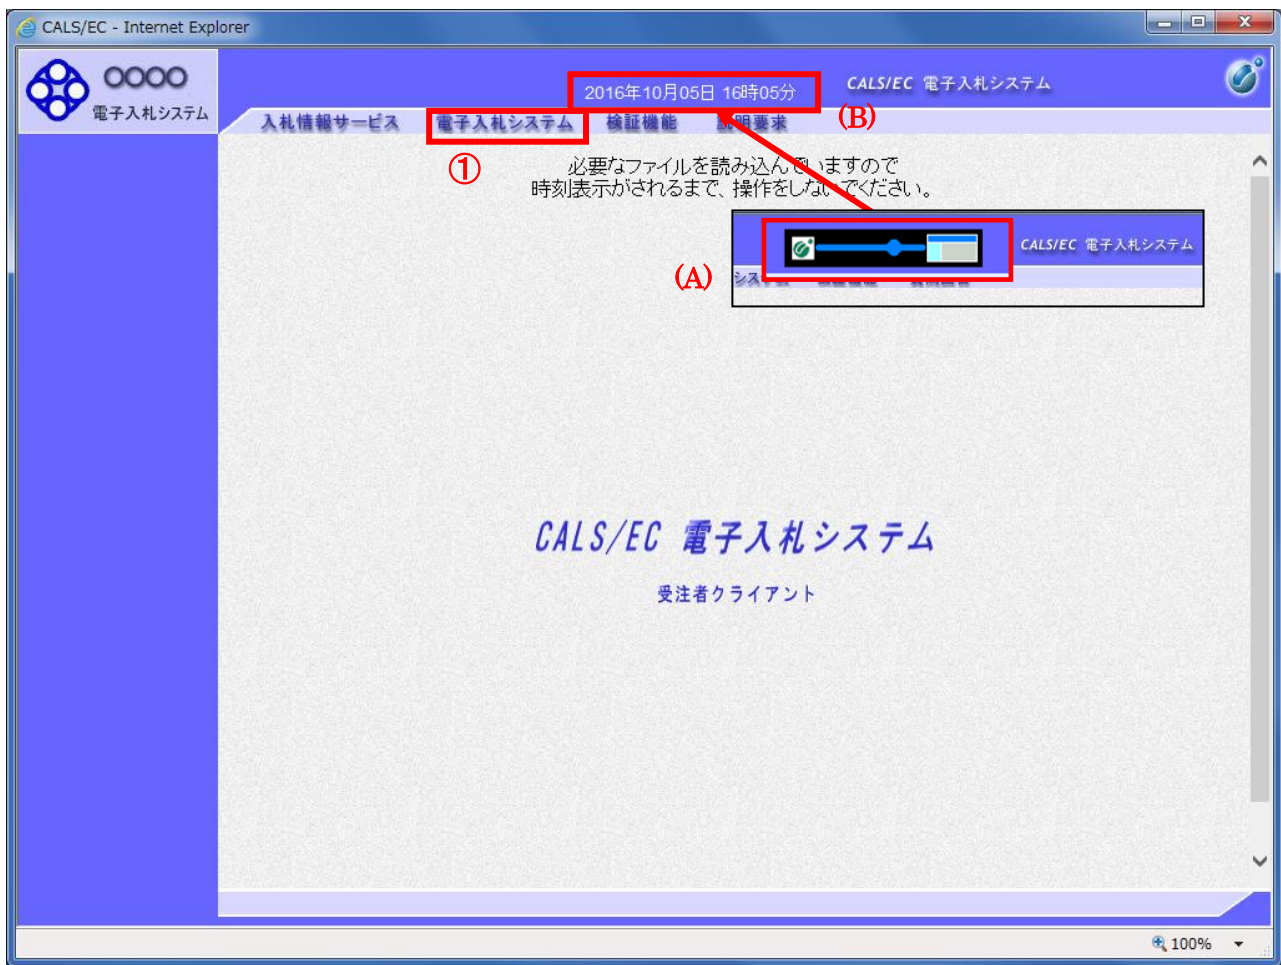 CALS/EC - Internet Explorer
○○○○
電子入札システム
2016年10月05日 16時05分
CALS/EC 電子入札システム
(B)
入札情報サービス
電子入札システム
検証機能
説明要求
①
必要なファイルを読み込んでいますので
時刻表示がされるまで、操作をしないでください。
CALS/EC 電子入札システム
(A)
システム
CALS/EC 電子入札システム
受注者クライアント
100%